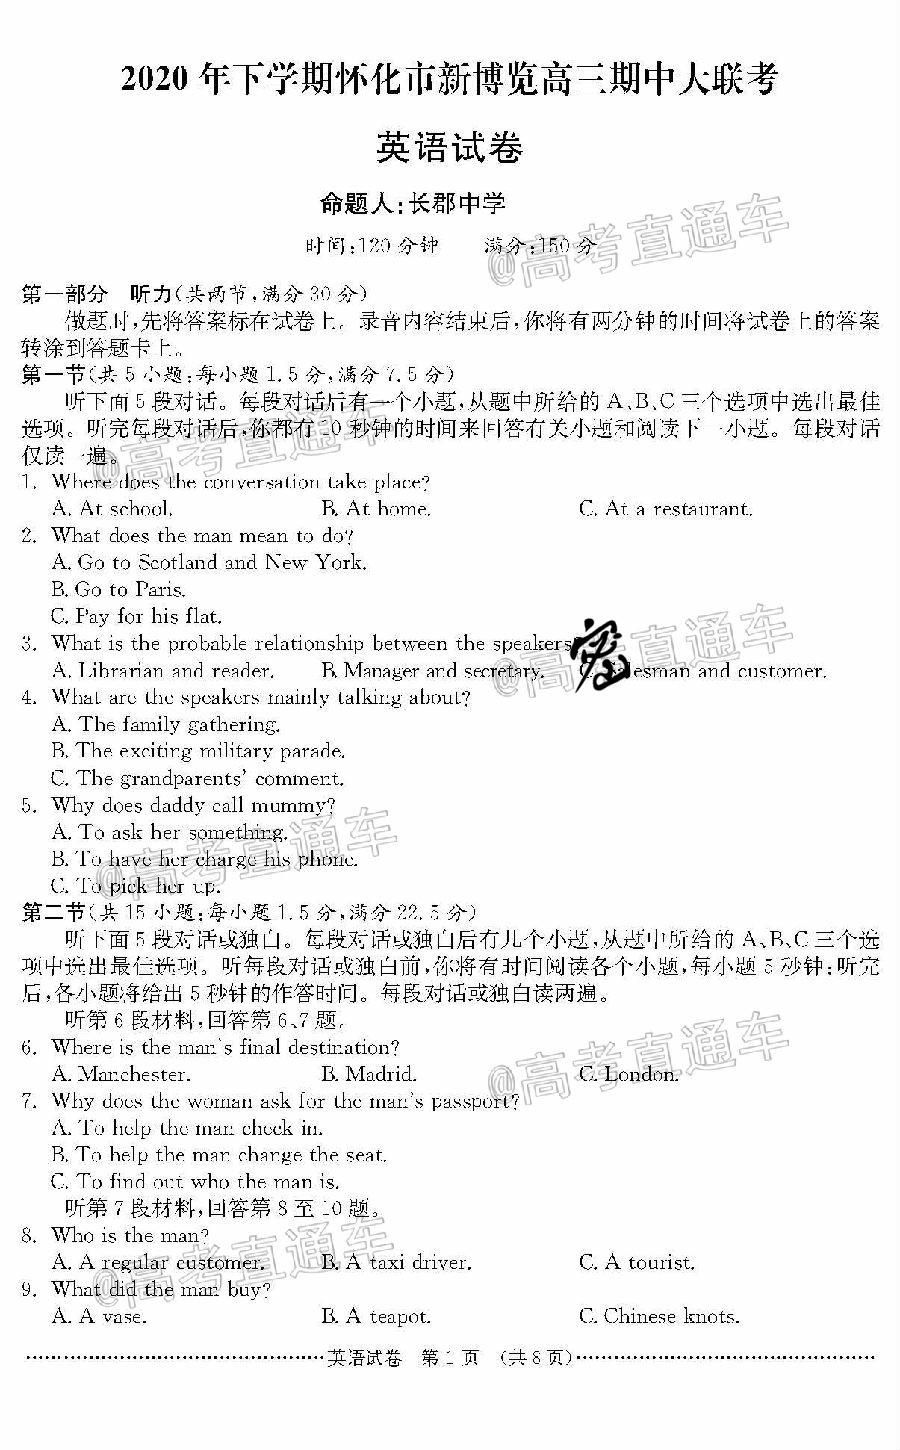 2020 年下学期怀化市新博览高三期中大联考
英语试卷
命题人:长郡中学
时间:120 分钟 满分:150 分
第一部分 听力(共两节,满分 30 分)
做题时,先将答案标在试卷上。录音内容结束后,你将有两分钟的时间将试卷上的答案
转涂到答题卡上。
第一节(共 5 小题;每小题 1.5 分,满分 7.5 分)
听下面 5 段对话。每段对话后有一个小题,从题中所给的 A、B、C 三个选项中选出最佳
选项。听完每段对话后,你都有 10 秒钟的时间来回答有关小题和阅读下一小题。每段对话
仅读一遍。
1. Where does the conversation take place?
A. At school. B. At home. C. At a restaurant.
2. What does the man mean to do?
A. Go to Scotland and New York.
B. Go to Paris.
C. Pay for his flat.
3. What is the probable relationship between the speakers?
A. Librarian and reader. B. Manager and secretary. C. Salesman and customer.
4. What are the speakers mainly talking about?
A. The family gathering.
B. The exciting military parade.
C. The grandparents' comment.
5. Why does daddy call mummy?
A. To ask her something.
B. To have her charge his phone.
C. To pick her up.
第二节(共 15 小题;每小题 1.5 分,满分 22.5 分)
听下面 5 段对话或独白。每段对话或独白后有几个小题,从题中所给的 A、B、C 三个选
项中选出最佳选项。听每段对话或独白前,你将有时间阅读各个小题,每小题 5 秒钟;听完
后,各小题将给出 5 秒钟的作答时间。每段对话或独白读两遍。
听第 6 段材料,回答第 6、7 题。
6. Where is the man's final destination?
A. Manchester. B. Madrid. C. London.
7. Why does the woman ask for the man's passport?
A. To help the man check in.
B. To help the man change the seat.
C. To find out who the man is.
听第 7 段材料,回答第 8 至 10 题。
8. Who is the man?
A. A regular customer. B. A taxi driver. C. A tourist.
9. What did the man buy?
A. A vase. B. A teapot. C. Chinese knots.
英语试卷 第 1 页 (共 8 页)
@高考直通车
@高考直通车
@高考直通车
@高考直通车
@高考直通车
@高考直通车
密